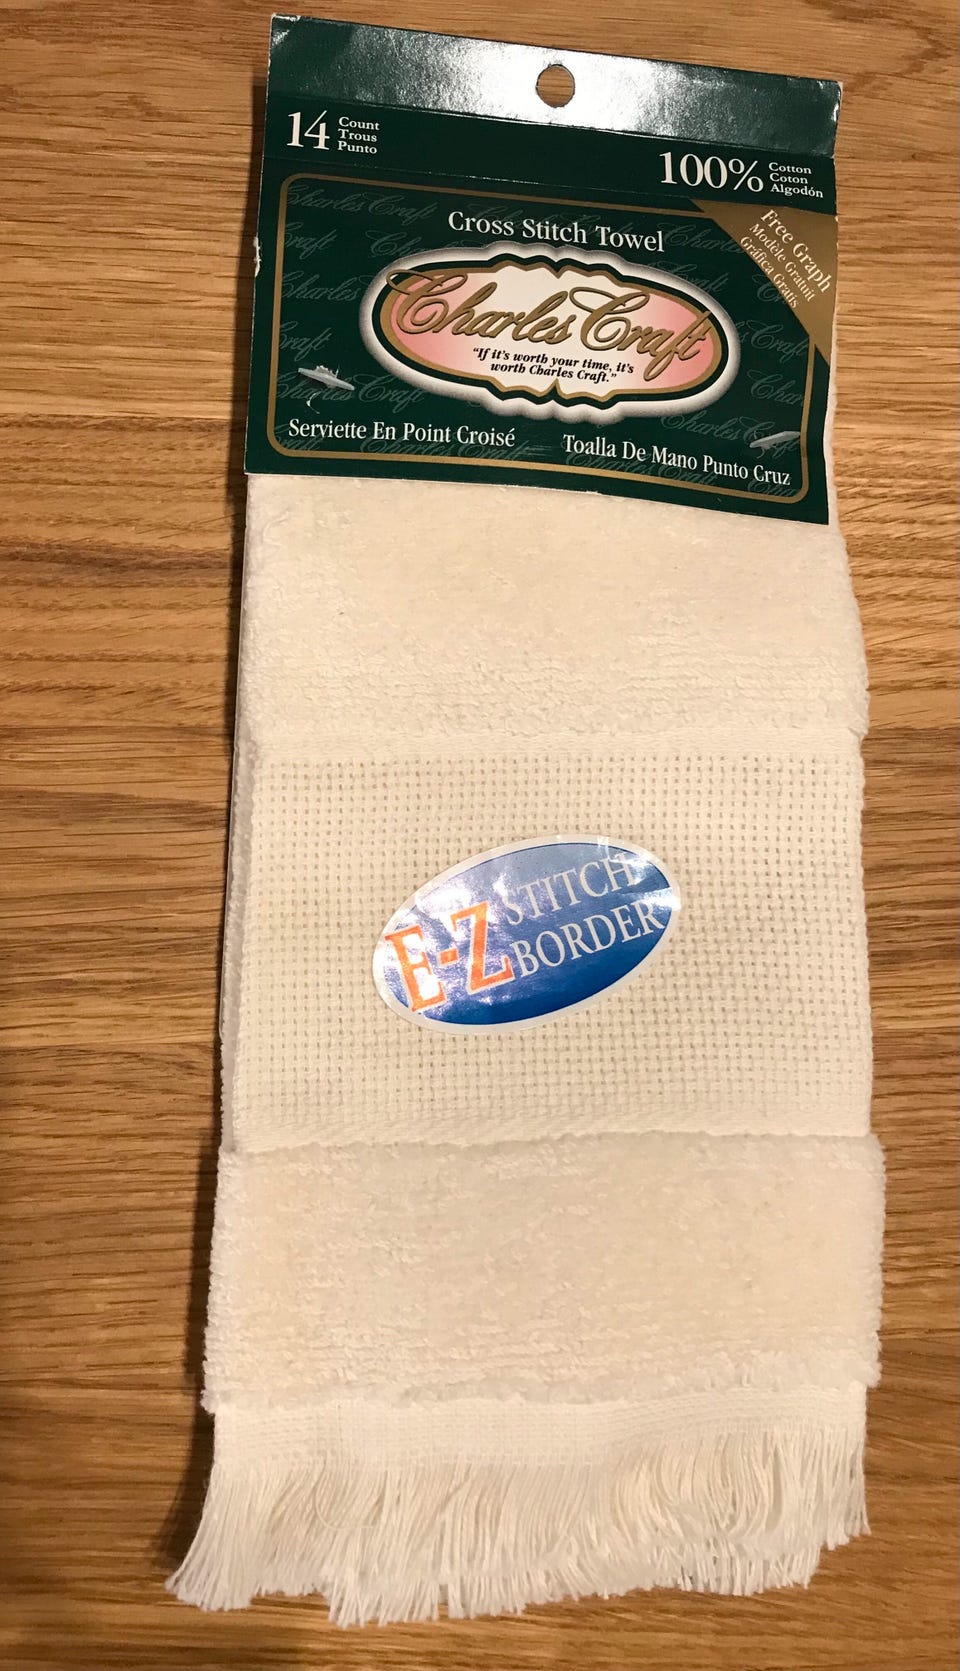 14 Count
Trous
Punto
100% Cotton
Coton
Algodón
Free Graph
Modèle Gratuit
Gráfica Gratis
Cross Stitch Towel
Charles Craft
“If it's worth your time, it's
worth Charles Craft.”
Serviette En Point Croisé
Toalla De Mano Punto Cruz
E-Z STITCH
BORDER